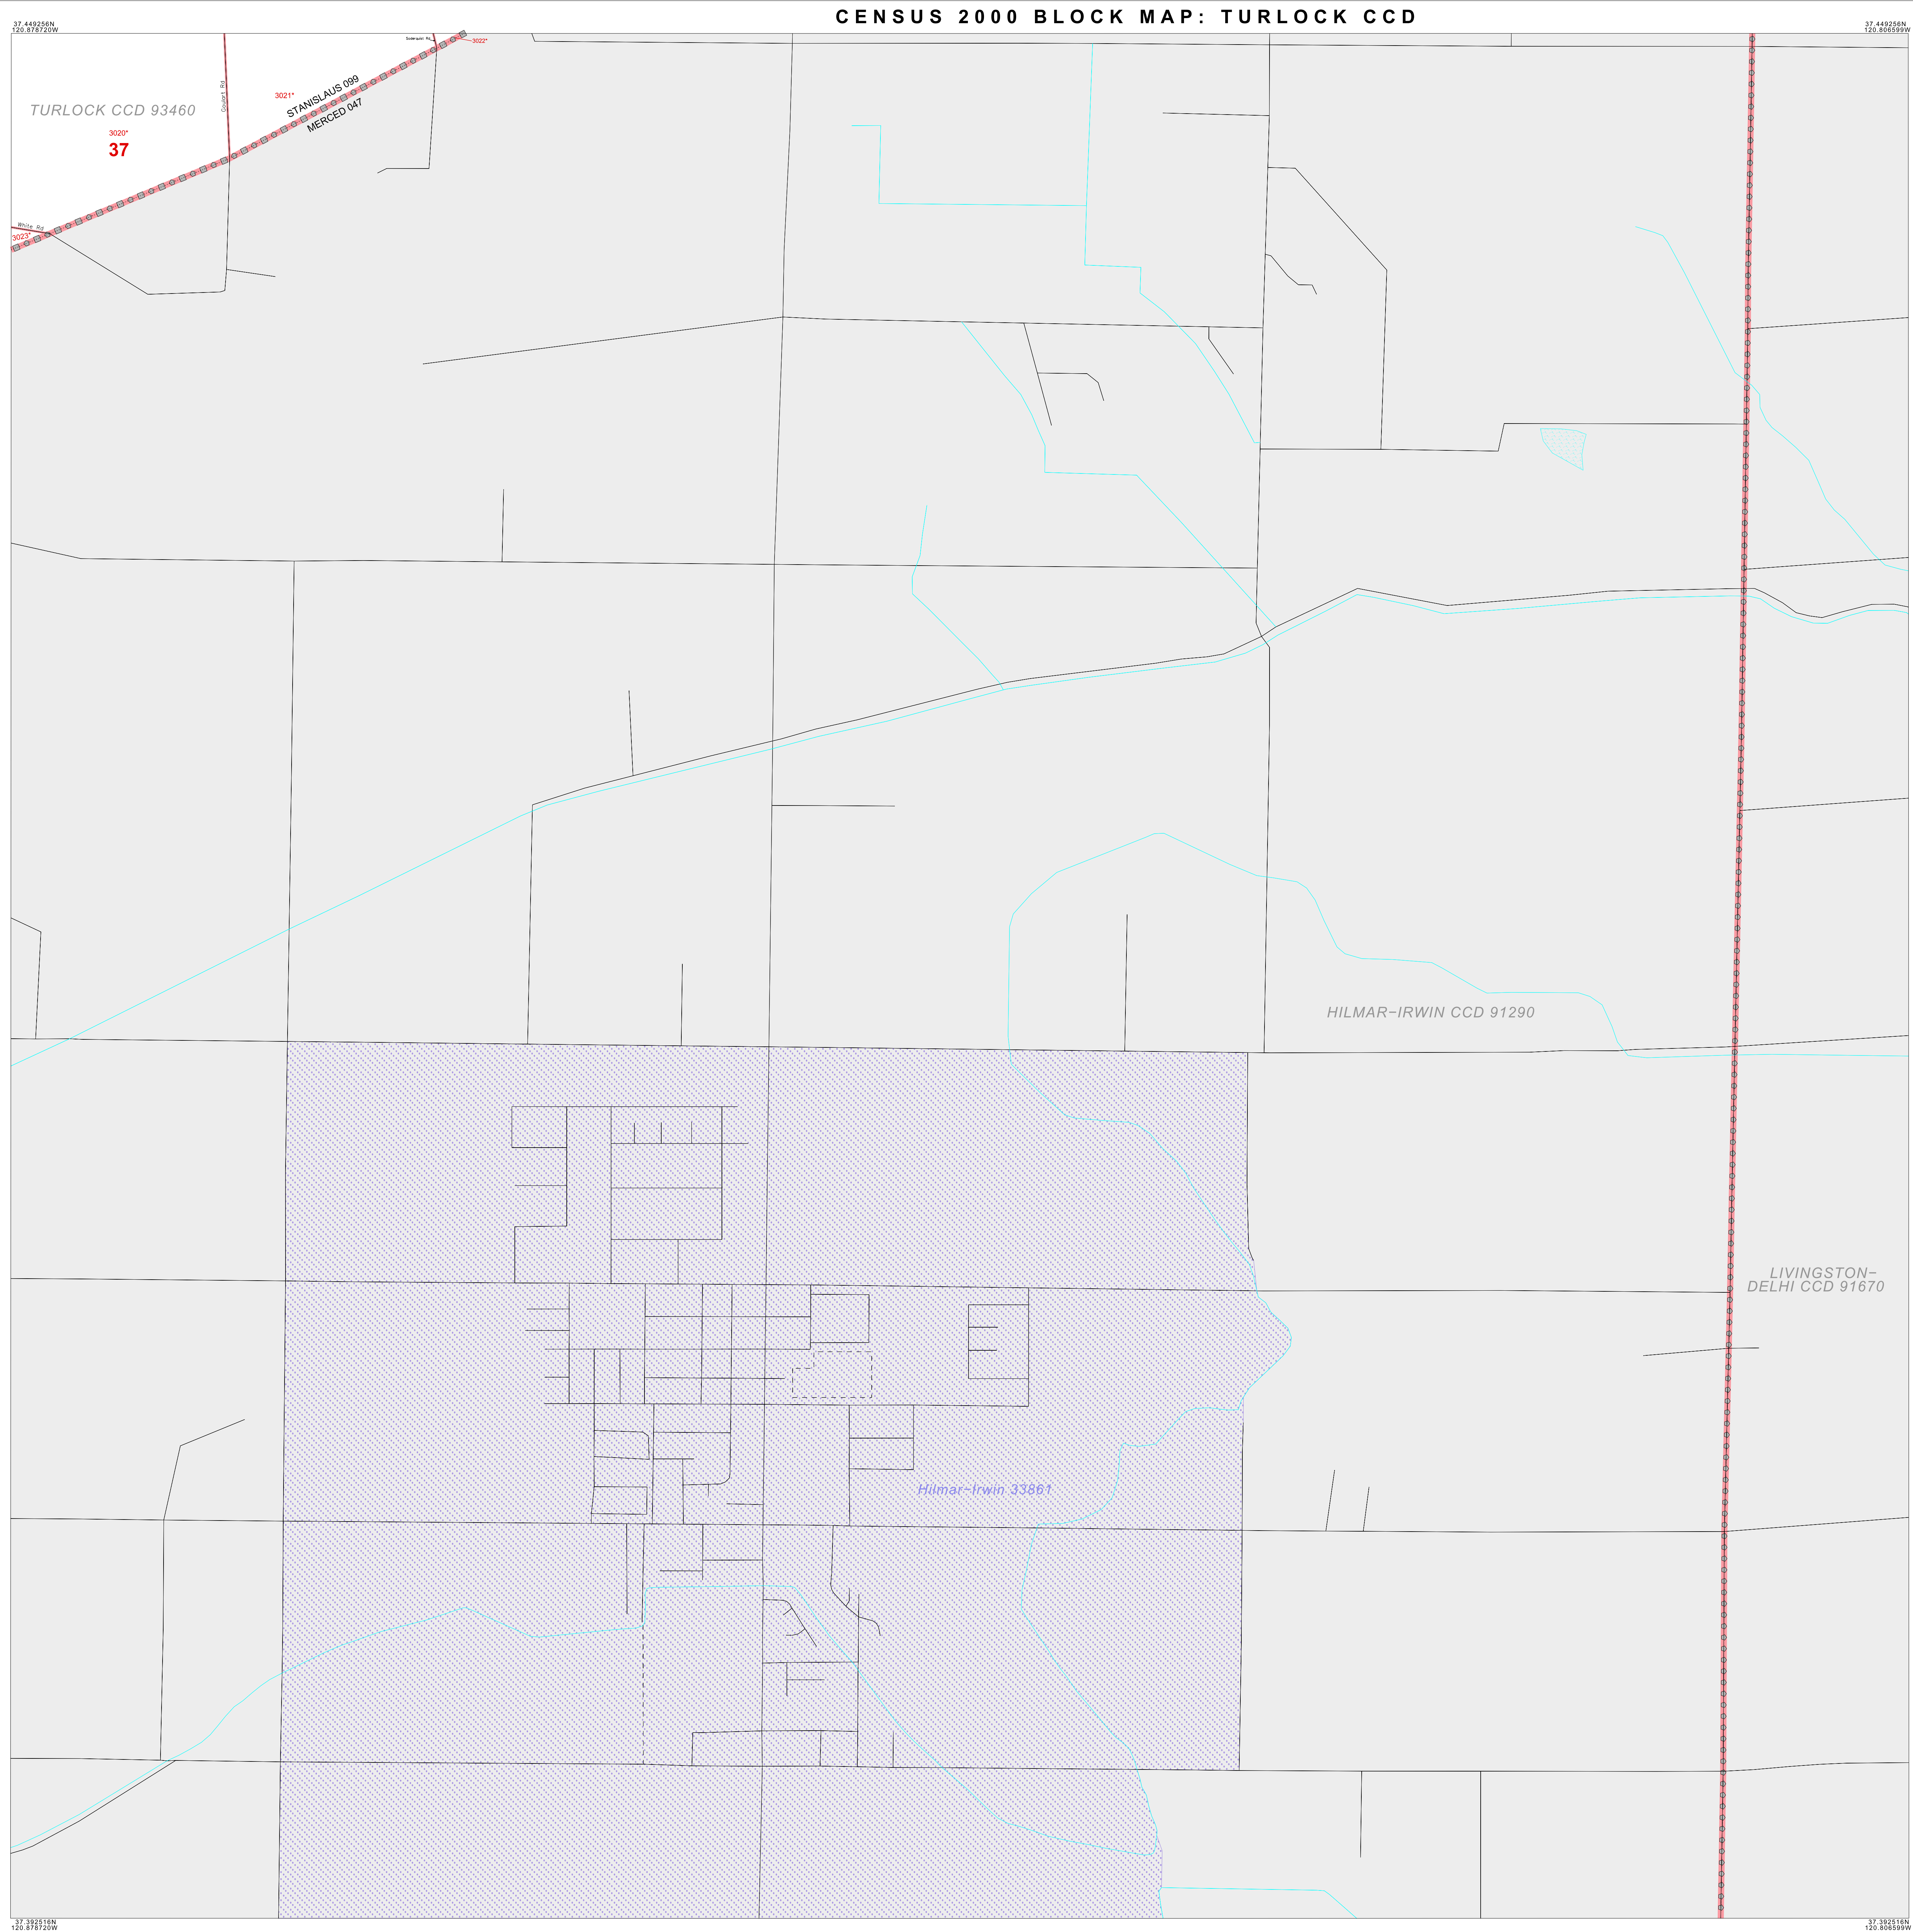 CENSUS 2000 BLOCK MAP: TURLOCK CCD
37.449256N
120.878720W
37.449256N
120.806599W
3022*
Goulart Rd
3021*
STANISLAUS 099
MERCED 047
TURLOCK CCD 93460
3020*
37
White Rd
3023*
HILMAR-IRWIN CCD 91290
LIVINGSTON-
DELHI CCD 91670
Hilmar-Irwin 33861
37.392516N
120.878720W
37.392516N
120.806599W